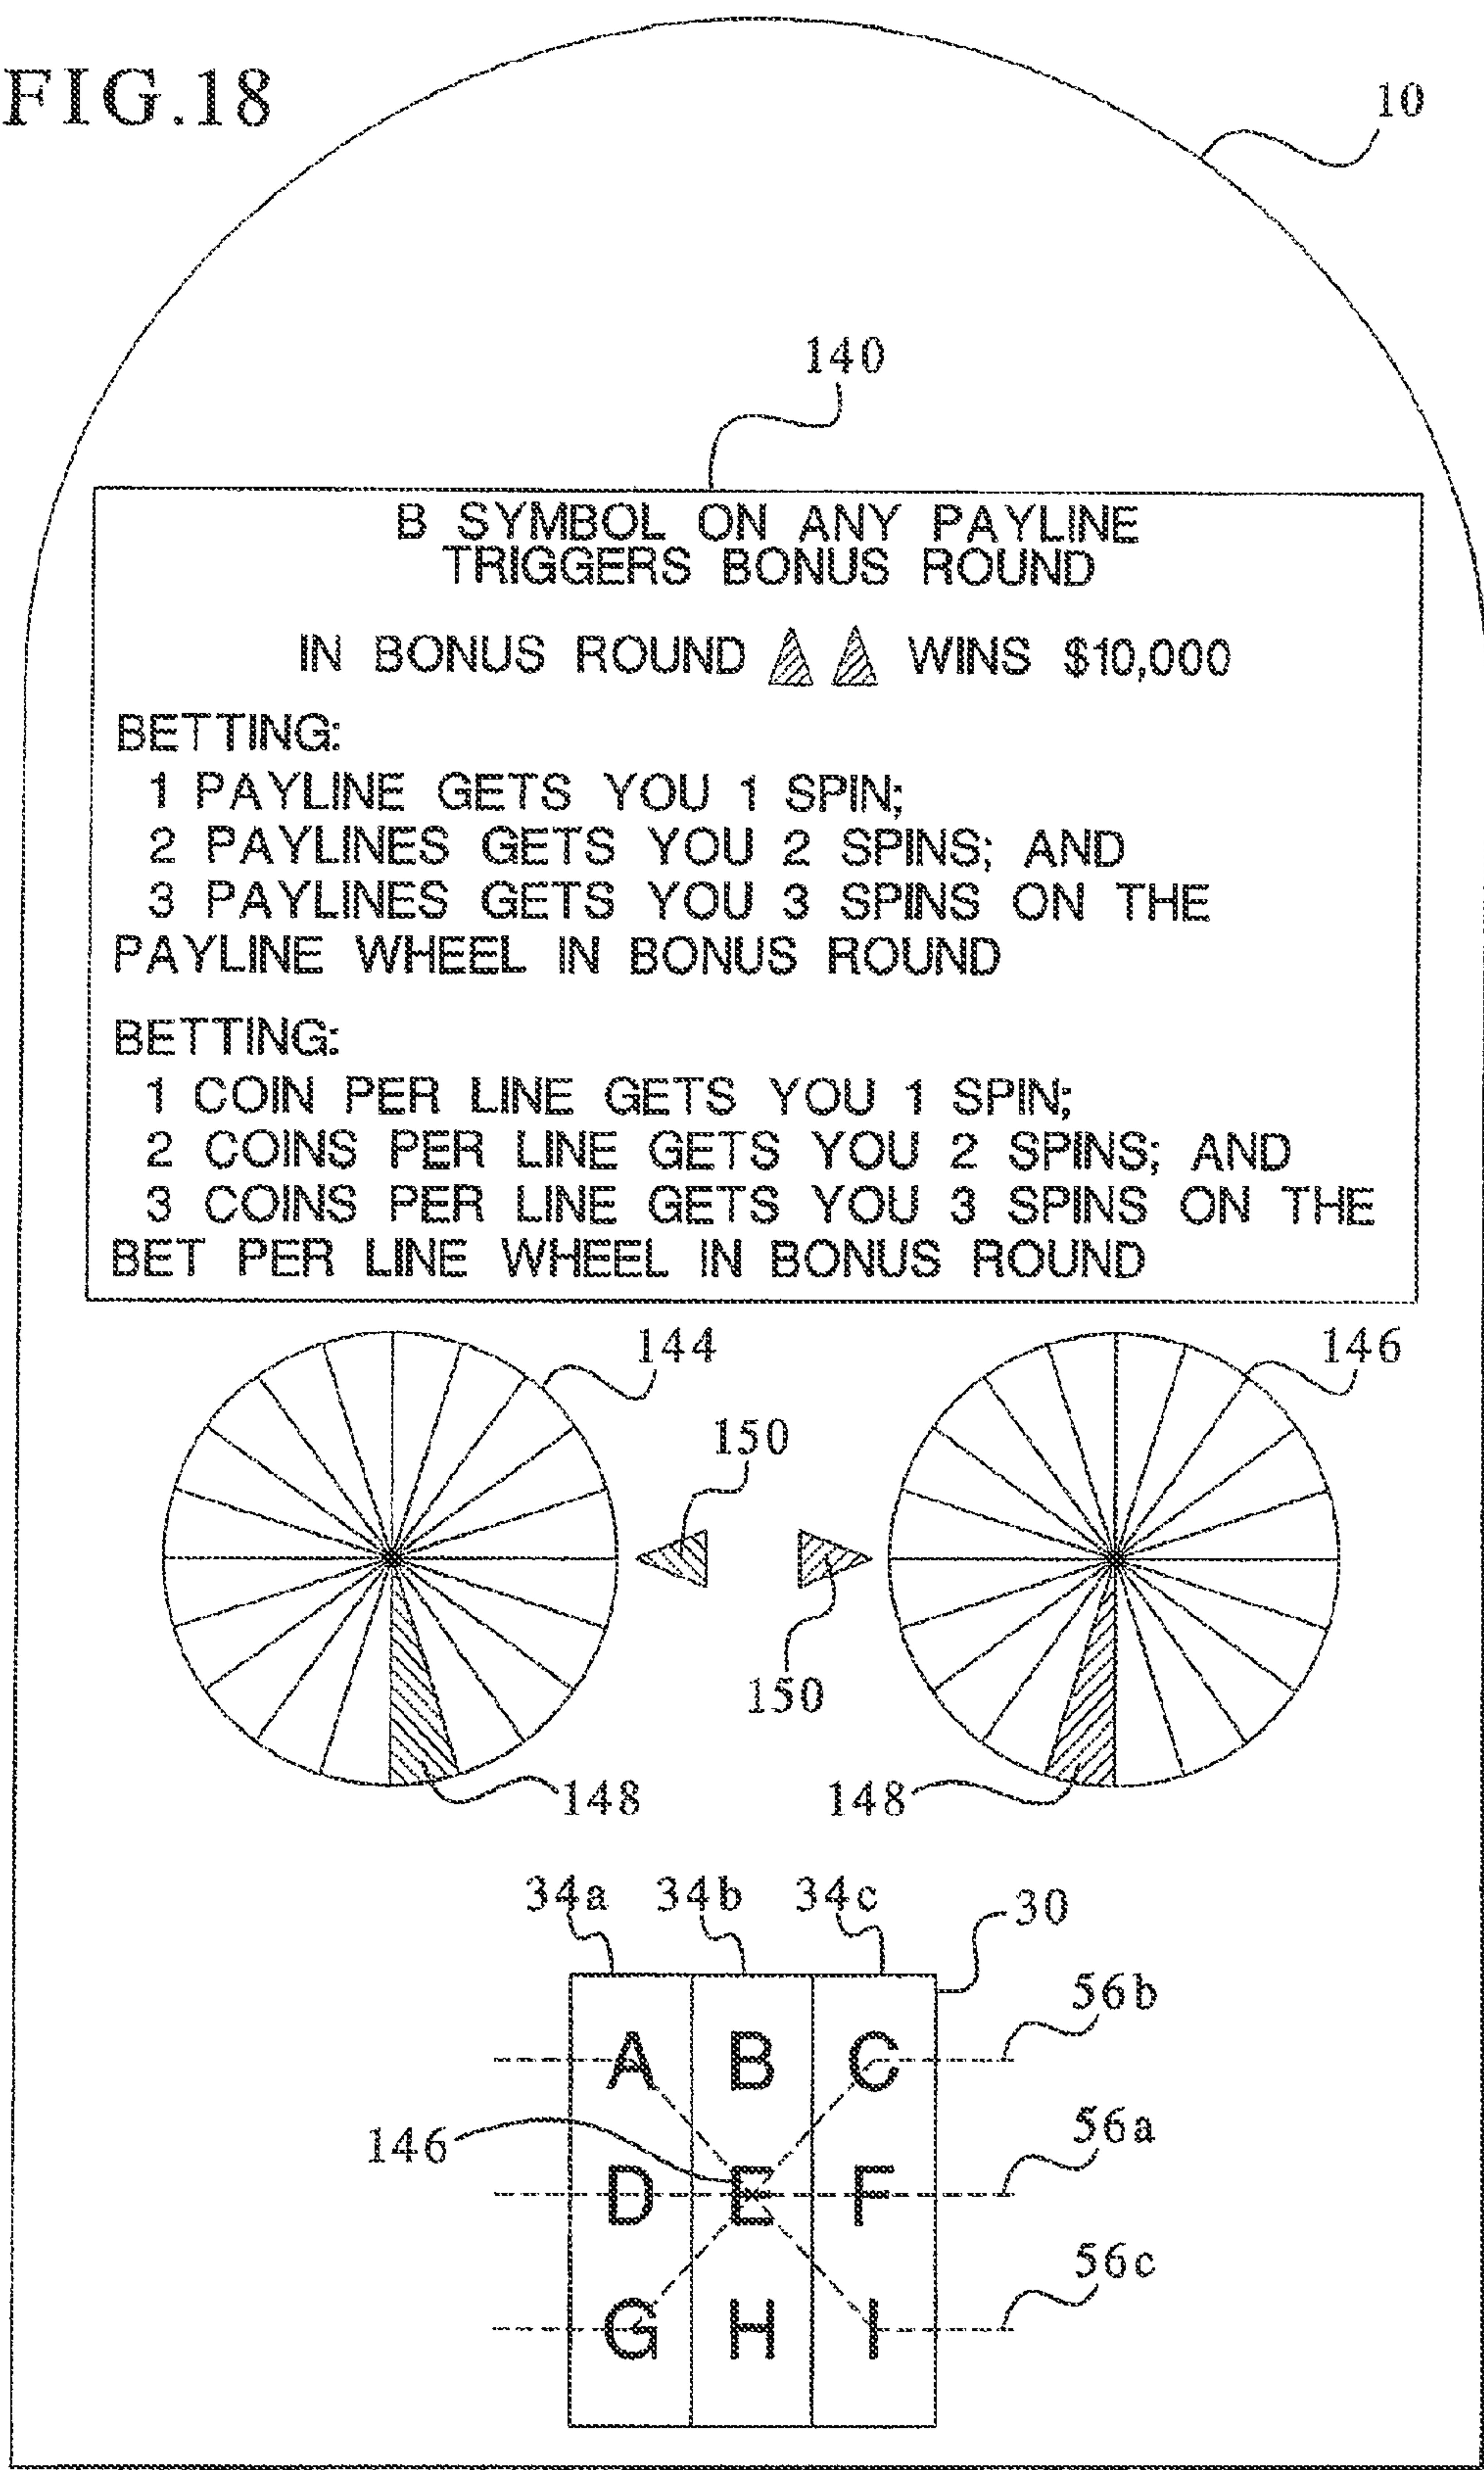 FIG.18
10
140
B SYMBOL ON ANY PAYLINE
TRIGGERS BONUS ROUND
IN BONUS ROUND WINS $10,000
BETTING:
1 PAYLINE GETS YOU 1 SPIN;
2 PAYLINES GETS YOU 2 SPINS; AND
3 PAYLINES GETS YOU 3 SPINS ON THE
PAYLINE WHEEL IN BONUS ROUND
BETTING:
1 COIN PER LINE GETS YOU 1 SPIN;
2 COINS PER LINE GETS YOU 2 SPINS; AND
3 COINS PER LINE GETS YOU 3 SPINS ON THE
BET PER LINE WHEEL IN BONUS ROUND
144
146
150
150
148
148
34a 34b 34c 30
56b
A B C
56a
146
D E F
56c
G H I